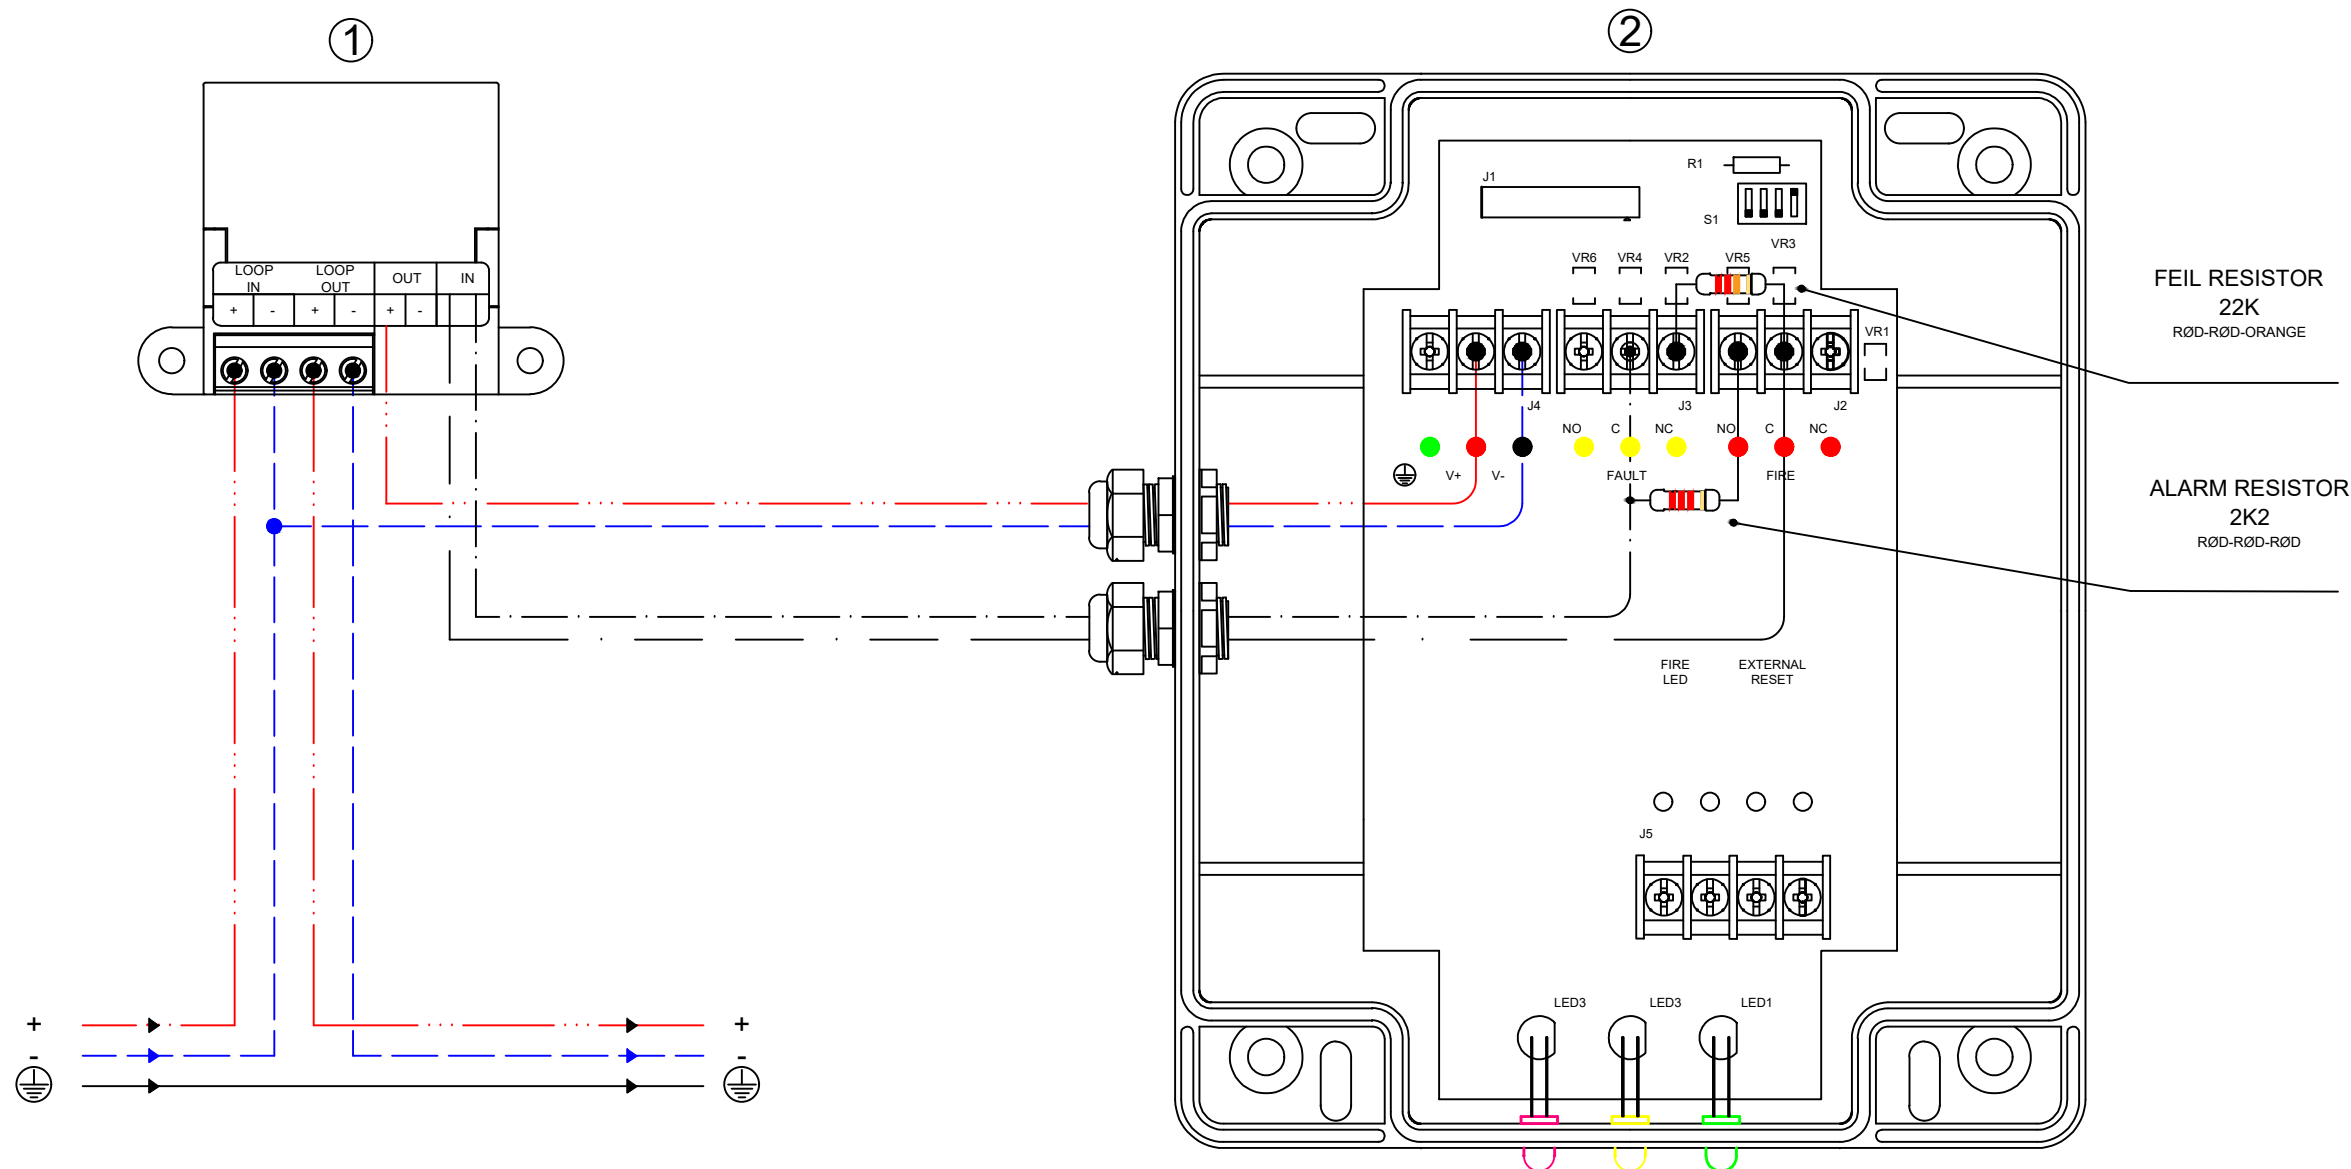 1
2
LOOP
IN
LOOP
OUT
OUT
IN
+
-
+
-
+
-
J1
R1
S1
VR3
VR6
VR4
VR2
VR5
VR1
FEIL RESISTOR
22K
RØD-RØD-ORANGE
J4
J3
J2
NO
C
NC
NO
C
NC
V+
V-
FAULT
FIRE
ALARM RESISTOR
2K2
RØD-RØD-RØD
FIRE
LED
EXTERNAL
RESET
J5
LED3
LED3
LED1
+
+
-
-